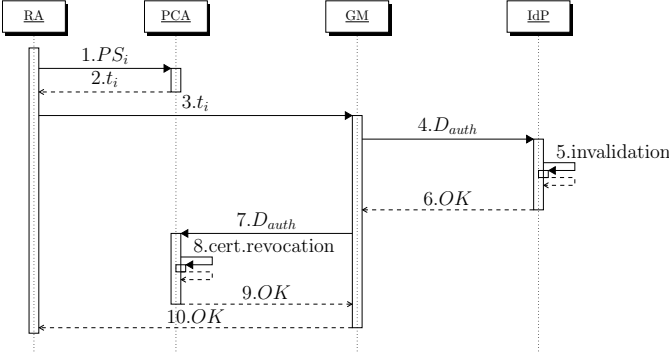 RA PCA GM IdP
1.PS_i
2.t_i
3.t_i
4.D_auth
5.invalidation
6.OK
7.D_auth
8.cert.revocation
9.OK
10.OK